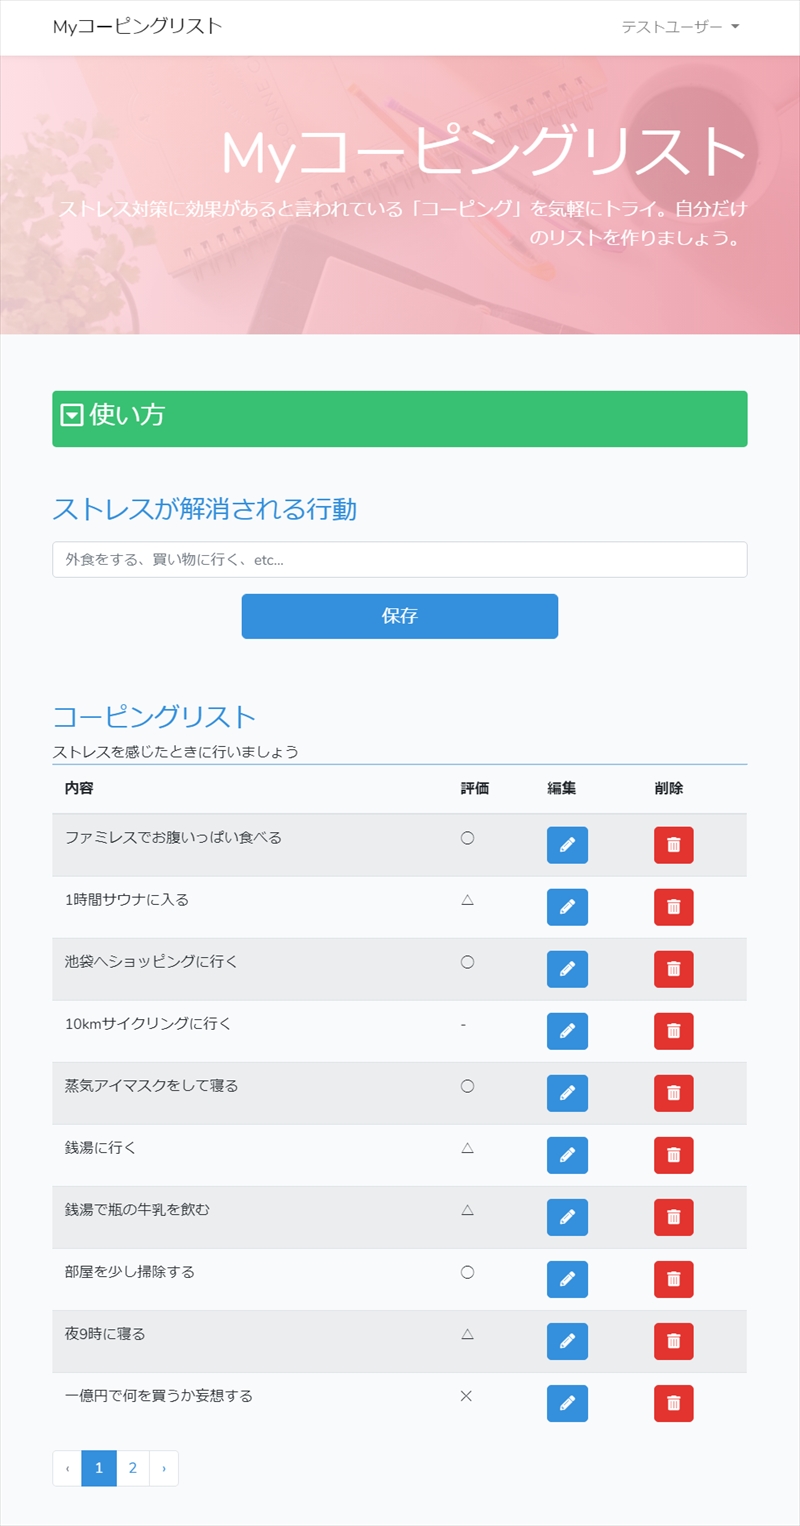 Myコーピングリスト
テストユーザー
Myコーピングリスト
ストレス対策に効果があると言われている「コーピング」を気軽にトライ。自分だけ
のリストを作りましょう。
使い方
ストレスが解消される行動
外食をする、買い物に行く、etc...
保存
コーピングリスト
ストレスを感じたときに行いましょう
内容 評価 編集 削除
ファミレスでお腹いっぱい食べる ○
1時間サウナに入る △
池袋へショッピングに行く ○
10kmサイクリングに行く -
蒸気アイマスクをして寝る ○
銭湯に行く △
銭湯で瓶の牛乳を飲む △
部屋を少し掃除する ○
夜9時に寝る △
一億円で何を買うか妄想する ×
‹ 1 2 ›